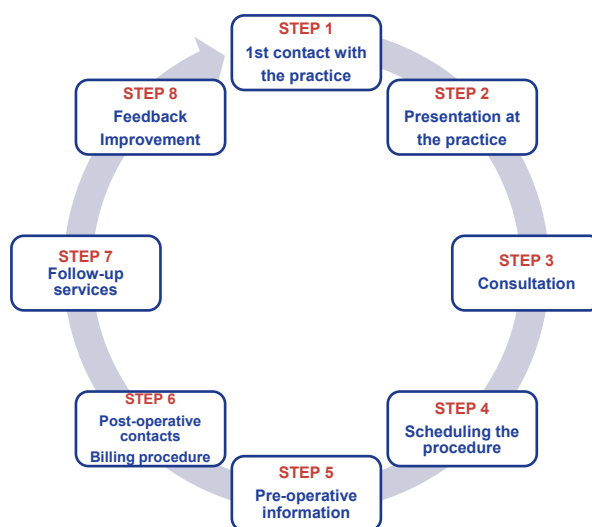 STEP 1
1st contact with
the practice
STEP 2
Presentation at
the practice
STEP 3
Consultation
STEP 4
Scheduling the
procedure
STEP 5
Pre-operative
information
STEP 6
Post-operative
contacts
Billing procedure
STEP 7
Follow-up
services
STEP 8
Feedback
Improvement